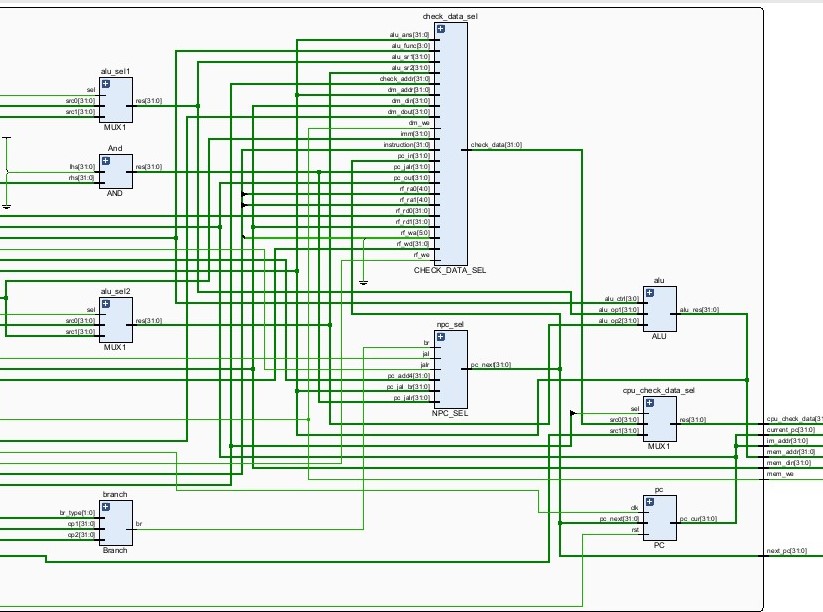 check_data_sel
alu_ans[31:0]
alu_func[3:0]
alu_sr1[31:0]
alu_sr2[31:0]
check_addr[31:0]
dm_addr[31:0]
dm_din[31:0]
dm_dout[31:0]
dm_we
imm[31:0]
instruction[31:0]
pc_in[31:0]
pc_jalr[31:0]
pc_out[31:0]
rf_ra0[4:0]
rf_ra1[4:0]
rf_rd0[31:0]
rf_rd1[31:0]
rf_wa[5:0]
rf_wd[31:0]
rf_we
check_data[31:0]
CHECK_DATA_SEL
alu_sel1
sel
src0[31:0]
src1[31:0]
res[31:0]
MUX1
And
lhs[31:0]
rhs[31:0]
res[31:0]
AND
alu_sel2
sel
src0[31:0]
src1[31:0]
res[31:0]
MUX1
npc_sel
br
jal
jalr
pc_add4[31:0]
pc_jal_br[31:0]
pc_jalr[31:0]
pc_next[31:0]
NPC_SEL
alu
alu_ctrl[3:0]
alu_op1[31:0]
alu_op2[31:0]
alu_res[31:0]
ALU
cpu_check_data_sel
sel
src0[31:0]
src1[31:0]
res[31:0]
MUX1
cpu_check_data[31
current_pc[31:0]
im_addr[31:0]
mem_addr[31:0]
mem_din[31:0]
mem_we
branch
br_type[1:0]
op1[31:0]
op2[31:0]
br
Branch
pc
clk
pc_next[31:0]
rst
pc_cur[31:0]
PC
next_pc[31:0]